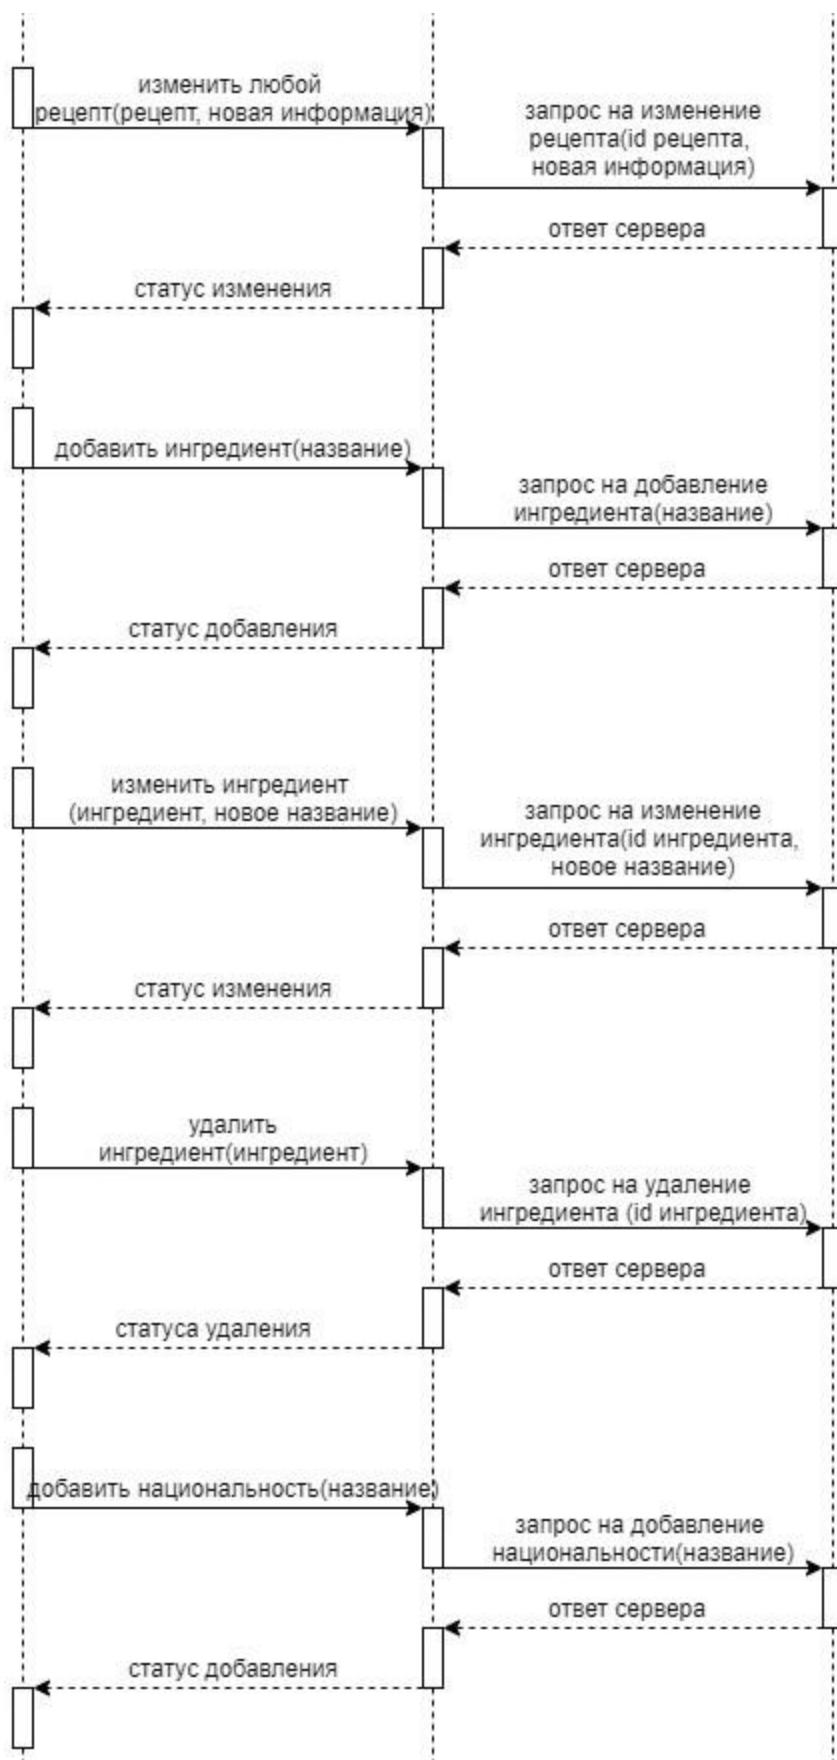 изменить любой
рецепт(рецепт, новая информация)
запрос на изменение
рецепта(id рецепта,
новая информация)
ответ сервера
статус изменения
добавить ингредиент(название)
запрос на добавление
ингредиента(название)
ответ сервера
статус добавления
изменить ингредиент
(ингредиент, новое название)
запрос на изменение
ингредиента(id ингредиента,
новое название)
ответ сервера
статус изменения
удалить
ингредиент(ингредиент)
запрос на удаление
ингредиента (id ингредиента)
ответ сервера
статуса удаления
добавить национальность(название)
запрос на добавление
национальности(название)
ответ сервера
статус добавления